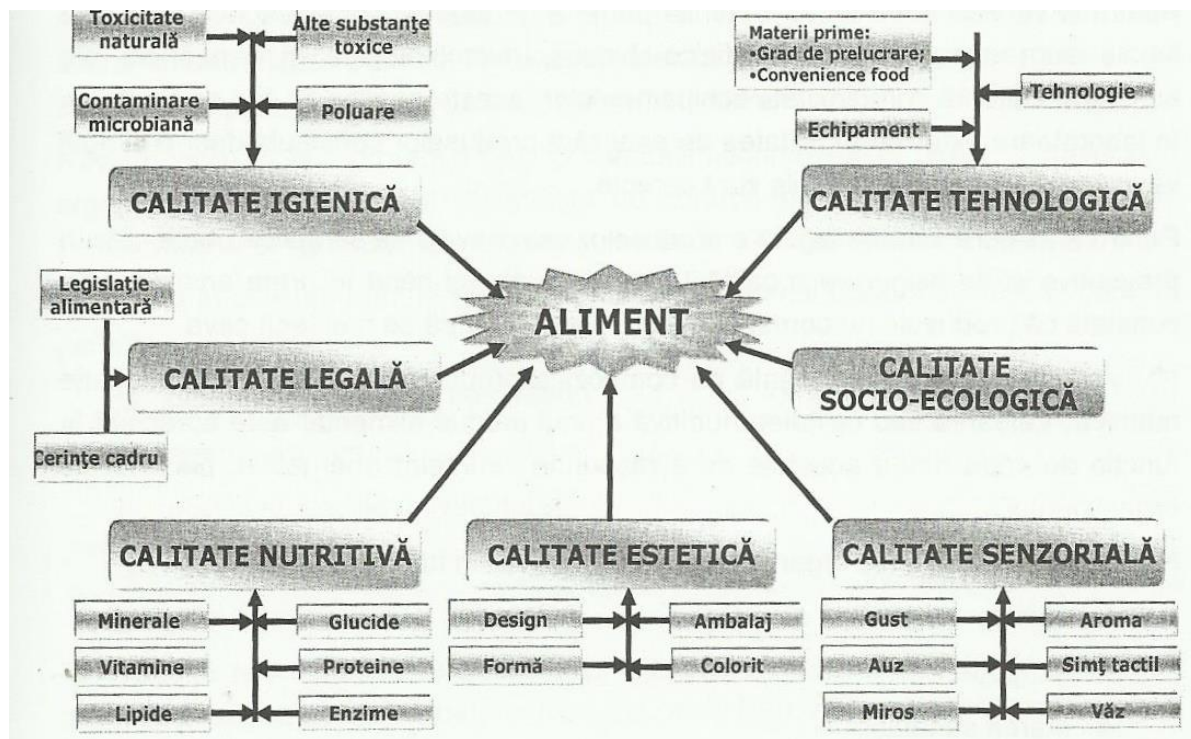 Toxicitate
naturală
Alte substanţe
toxice
Contaminare
microbiană
Poluare
Materii prime:
•Grad de prelucrare;
•Convenience food
Tehnologie
Echipament
CALITATE IGIENICĂ
CALITATE TEHNOLOGICĂ
Legislaţie
alimentară
ALIMENT
CALITATE LEGALĂ
CALITATE
SOCIO-ECOLOGICĂ
Cerinţe cadru
CALITATE NUTRITIVĂ
CALITATE ESTETICĂ
CALITATE SENZORIALĂ
Minerale
Glucide
Vitamine
Proteine
Lipide
Enzime
Design
Ambalaj
Formă
Colorit
Gust
Aroma
Auz
Simţ tactil
Miros
Văz